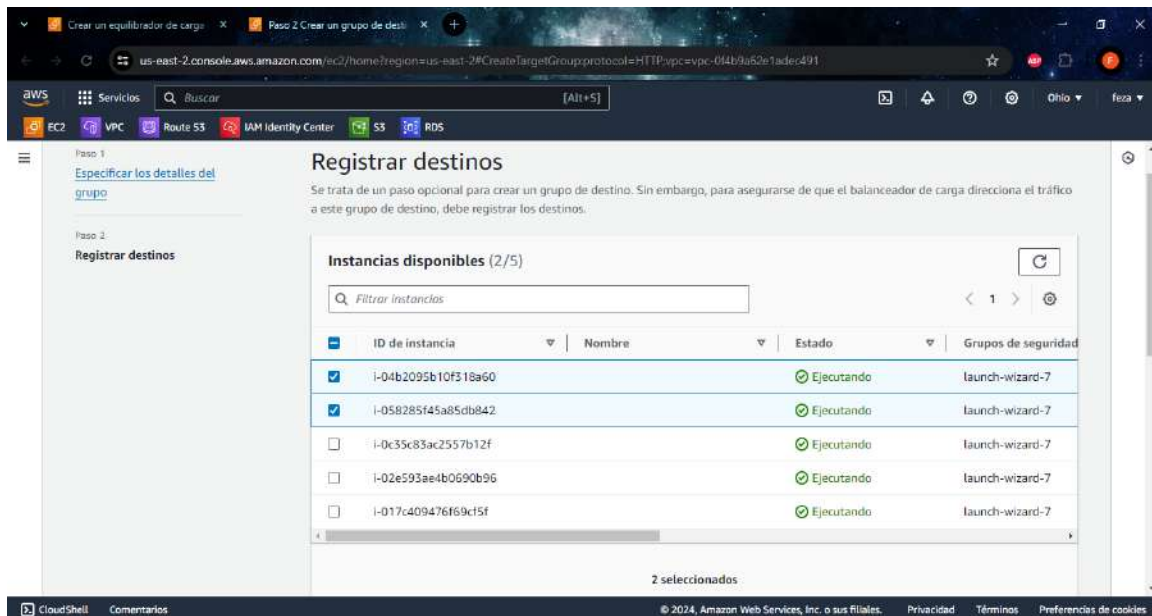 Crear un equilibrador de carga
Paso 2 Crear un grupo de desti
us-east-2.console.aws.amazon.com/ec2/home?region=us-east-2#CreateTargetGroup:protocol=HTTP;vpc=vpc-0f4b9a62e1adec491
ABP
F
aws
Servicios
Buscar
[Alt+S]
Ohio
feza
EC2
VPC
Route 53
IAM Identity Center
S3
RDS
Paso 1
Especificar los detalles del
grupo
Paso 2
Registrar destinos
Registrar destinos
Se trata de un paso opcional para crear un grupo de destino. Sin embargo, para asegurarse de que el balanceador de carga direcciona el tráfico
a este grupo de destino, debe registrar los destinos.
Instancias disponibles (2/5)
Filtrar instancias
1
ID de instancia Nombre Estado Grupos de seguridad
i-04b2095b10f318a60 Ejecutando launch-wizard-7
i-058285f45a85db842 Ejecutando launch-wizard-7
i-0c35c83ac2557b12f Ejecutando launch-wizard-7
i-02e593ae4b0690b96 Ejecutando launch-wizard-7
i-017c409476f69cf5f Ejecutando launch-wizard-7
2 seleccionados
CloudShell Comentarios © 2024, Amazon Web Services, Inc. o sus filiales. Privacidad Términos Preferencias de cookies